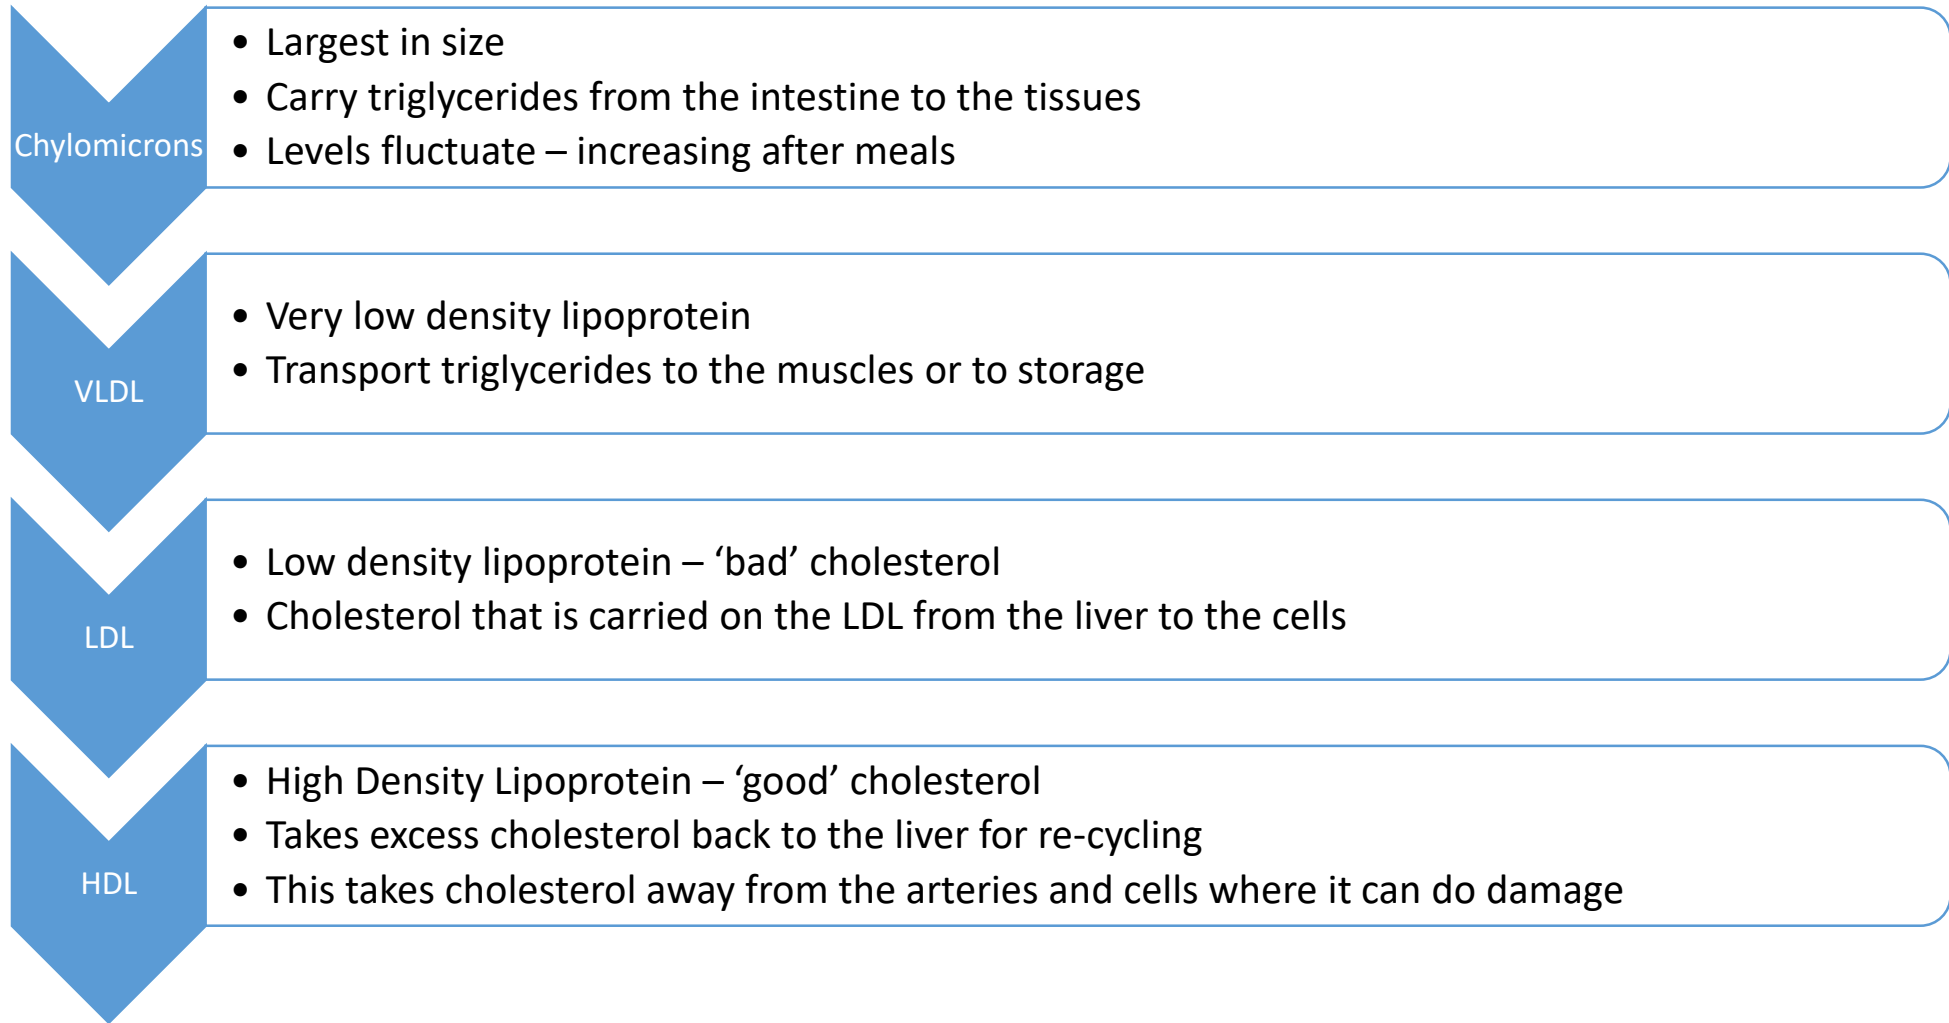 Chylomicrons
• Largest in size
• Carry triglycerides from the intestine to the tissues
• Levels fluctuate – increasing after meals
VLDL
• Very low density lipoprotein
• Transport triglycerides to the muscles or to storage
LDL
• Low density lipoprotein – ‘bad’ cholesterol
• Cholesterol that is carried on the LDL from the liver to the cells
HDL
• High Density Lipoprotein – ‘good’ cholesterol
• Takes excess cholesterol back to the liver for re-cycling
• This takes cholesterol away from the arteries and cells where it can do damage